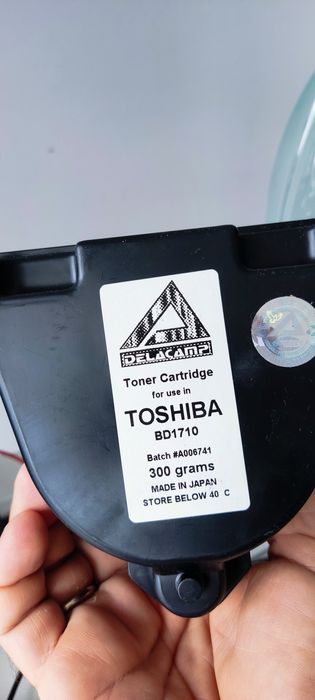 DELACAMP
Toner Cartridge
for use in
TOSHIBA
BD1710
Batch #A006741
300 grams
MADE IN JAPAN
STORE BELOW 40 C